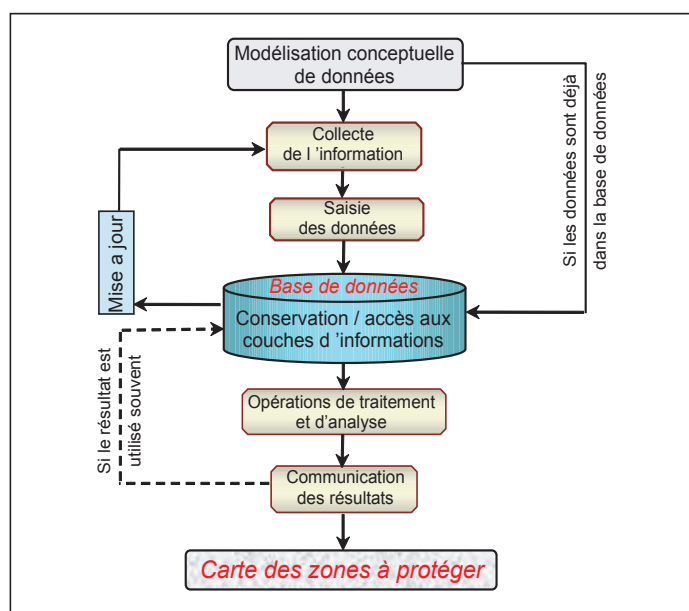 Modélisation conceptuelle
de données
Collecte
de l 'information
Saisie
des données
Si les données sont déjà
dans la base de données
Mise a jour
Base de données
Conservation / accès aux
couches d 'informations
Opérations de traitement
et d'analyse
Si le résultat est
utilisé souvent
Communication
des résultats
Carte des zones à protéger